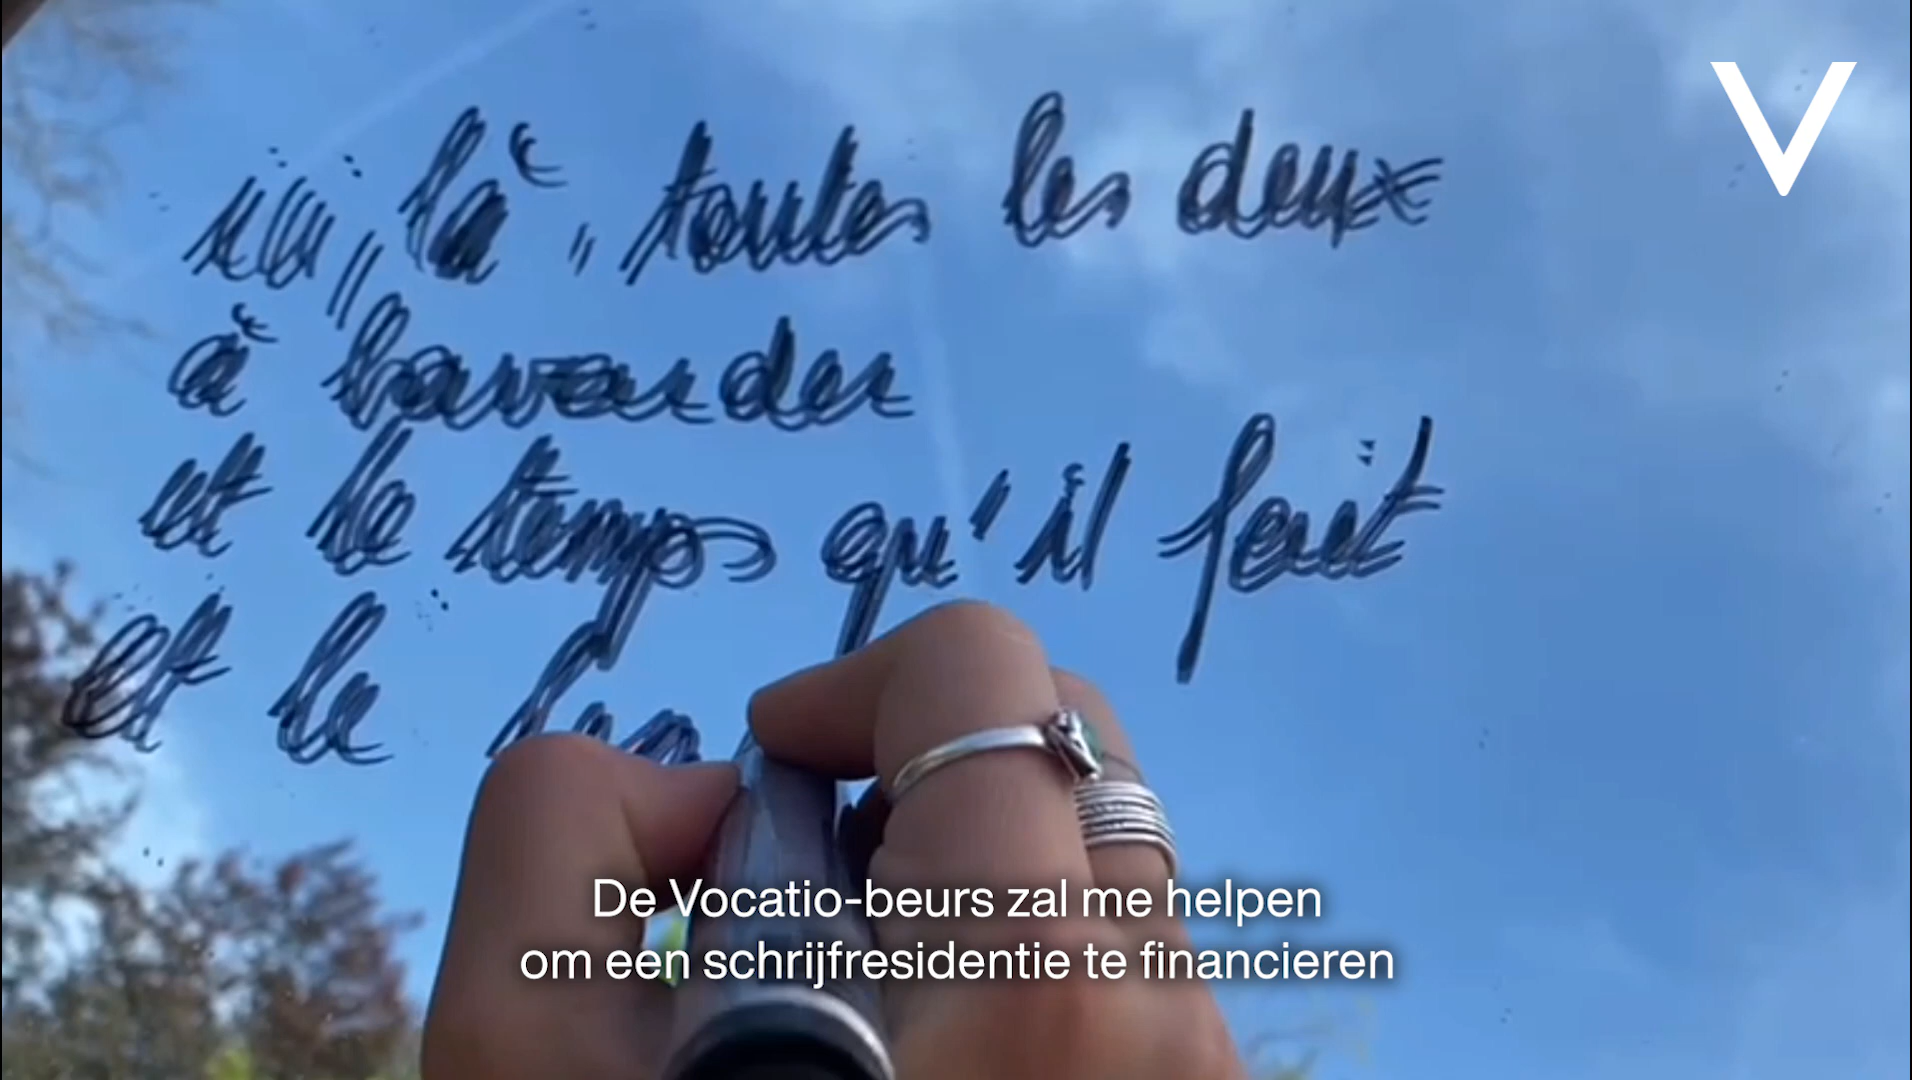 V
ici, là, toutes les deux
à bavarder
et le temps qu'il fait
et le
De Vocatio-beurs zal me helpen
om een schrijfresidentie te financieren